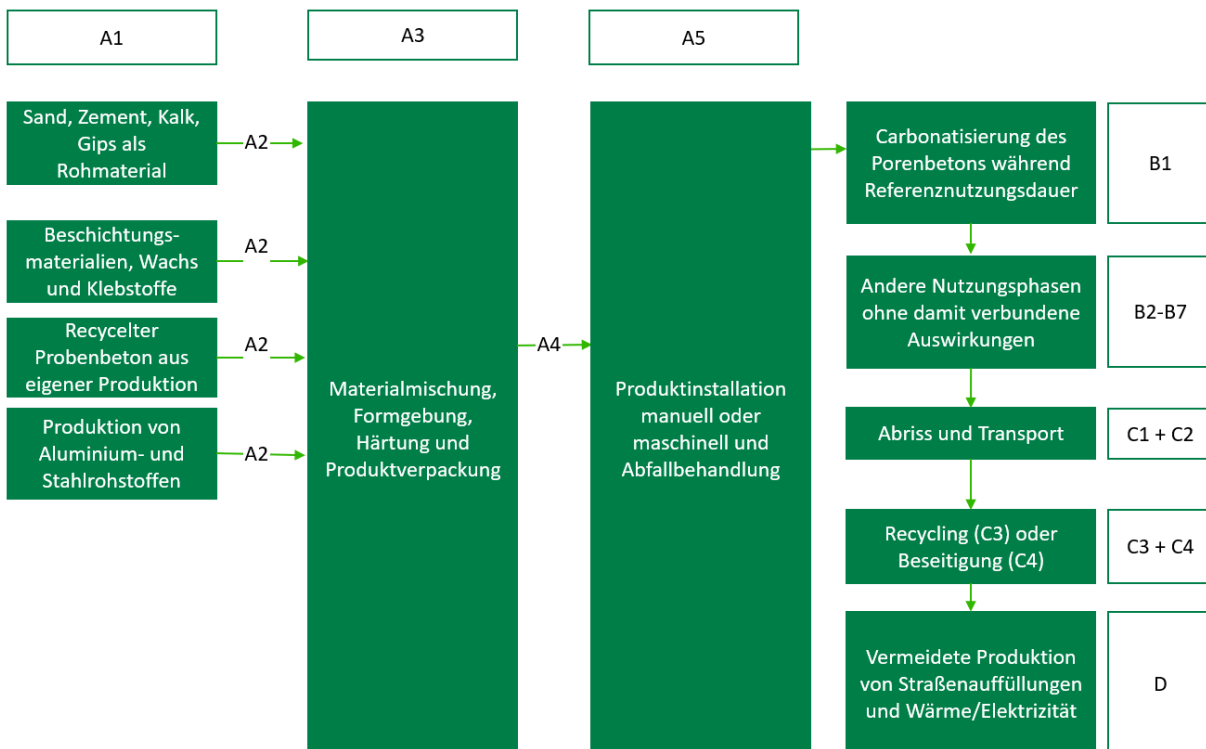 A1
A3
A5
Sand, Zement, Kalk,
Gips als
Rohmaterial
A2
Beschichtungs-
materialien, Wachs
und Klebstoffe
A2
Recycelter
Probenbeton aus
eigener Produktion
A2
Produktion von
Aluminium- und
Stahlrohstoffen
A2
Materialmischung,
Formgebung,
Härtung und
Produktverpackung
A4
Produktinstallation
manuell oder
maschinell und
Abfallbehandlung
Carbonatisierung des
Porenbetons während
Referenznutzungsdauer
B1
Andere Nutzungsphasen
ohne damit verbundene
Auswirkungen
B2-B7
Abriss und Transport
C1 + C2
Recycling (C3) oder
Beseitigung (C4)
C3 + C4
Vermeidete Produktion
von Straßenauffüllungen
und Wärme/Elektrizität
D